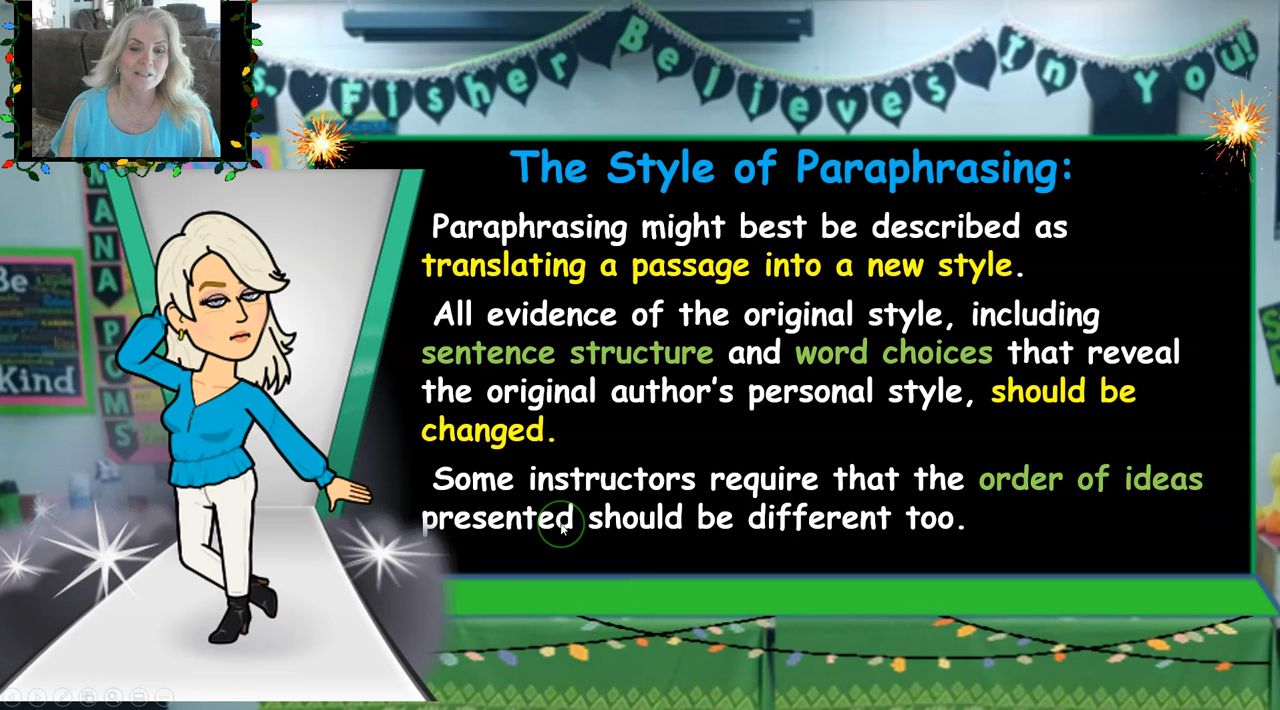 s. Fisher Believes In You!
The Style of Paraphrasing:
Paraphrasing might best be described as
translating a passage into a new style.
All evidence of the original style, including
sentence structure and word choices that reveal
the original author's personal style, should be
changed.
Some instructors require that the order of ideas
presented should be different too.
Be
Kind
MANA
POMS